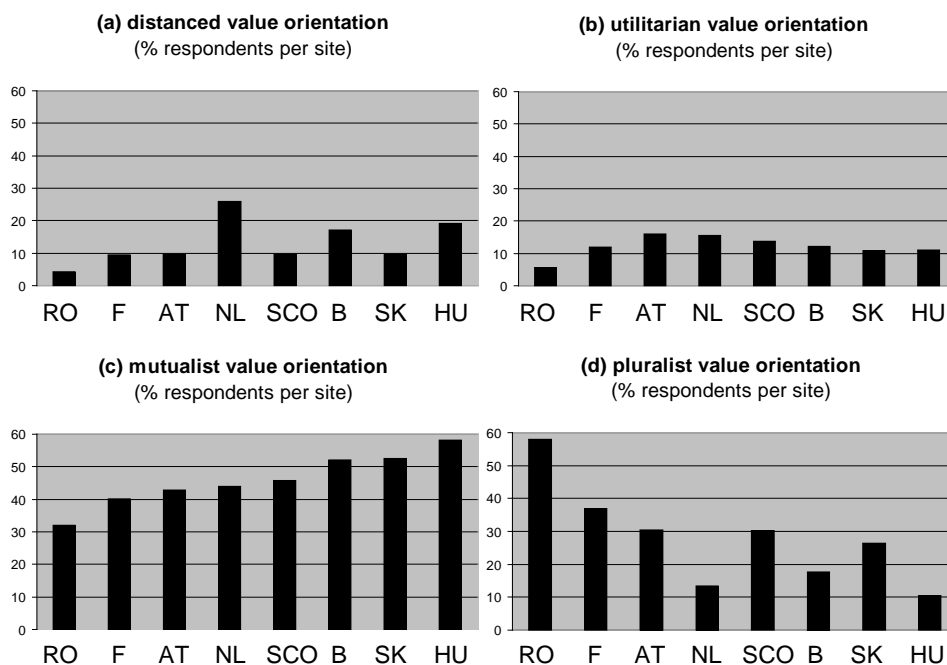 (a) distanced value orientation
(% respondents per site)
60
50
40
30
20
10
0
RO F AT NL SCO B SK HU
(b) utilitarian value orientation
(% respondents per site)
60
50
40
30
20
10
0
RO F AT NL SCO B SK HU
(c) mutualist value orientation
(% respondents per site)
60
50
40
30
20
10
0
RO F AT NL SCO B SK HU
(d) pluralist value orientation
(% respondents per site)
60
50
40
30
20
10
0
RO F AT NL SCO B SK HU